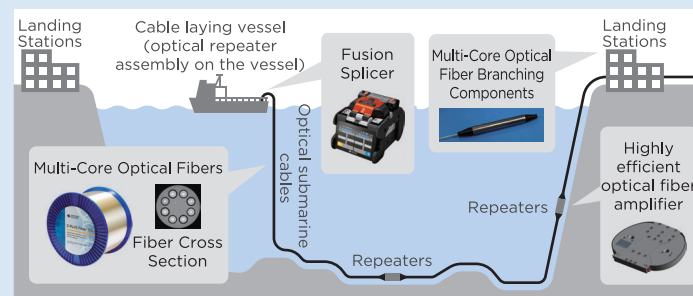 Landing
Stations
Cable laying vessel
(optical repeater
assembly on the vessel)
Fusion
Splicer
Multi-Core Optical
Fiber Branching
Components
Landing
Stations
Optical submarine
cables
Multi-Core Optical Fibers
Fiber Cross
Section
Repeaters
Repeaters
Highly
efficient
optical fiber
amplifier